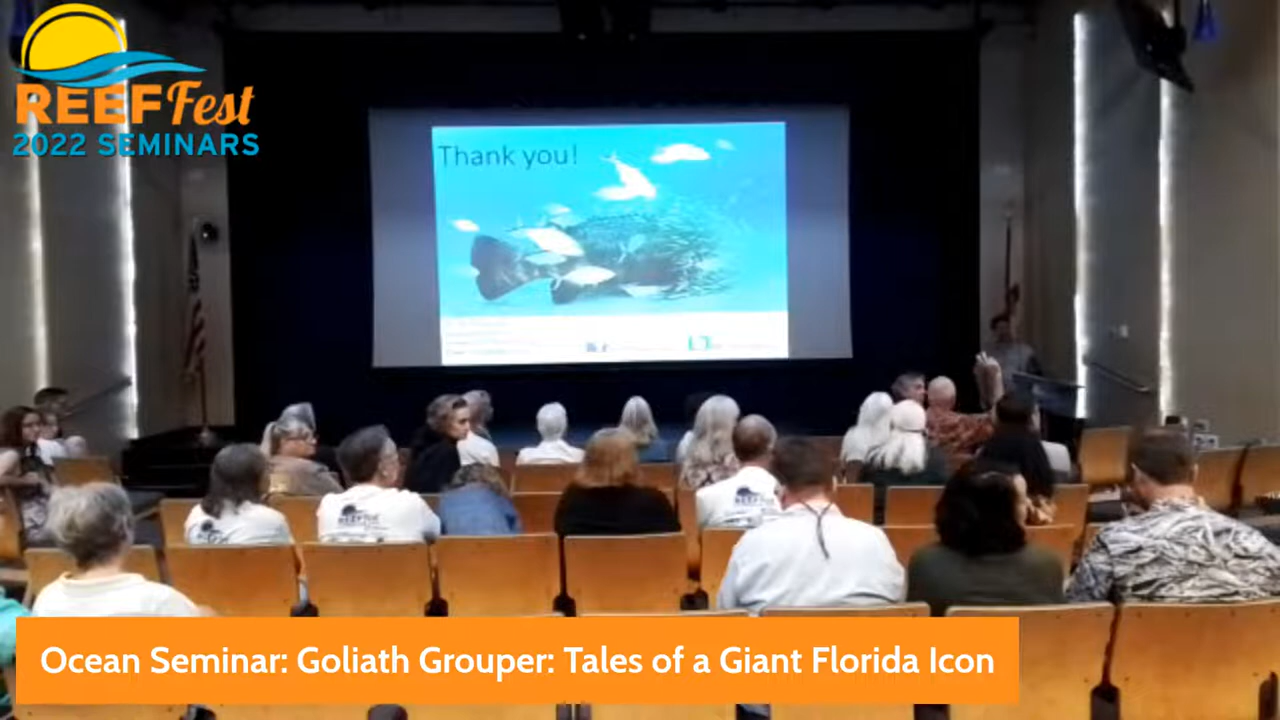 REEF Fest
2022 SEMINARS
Thank you!
Ocean Seminar: Goliath Grouper: Tales of a Giant Florida Icon